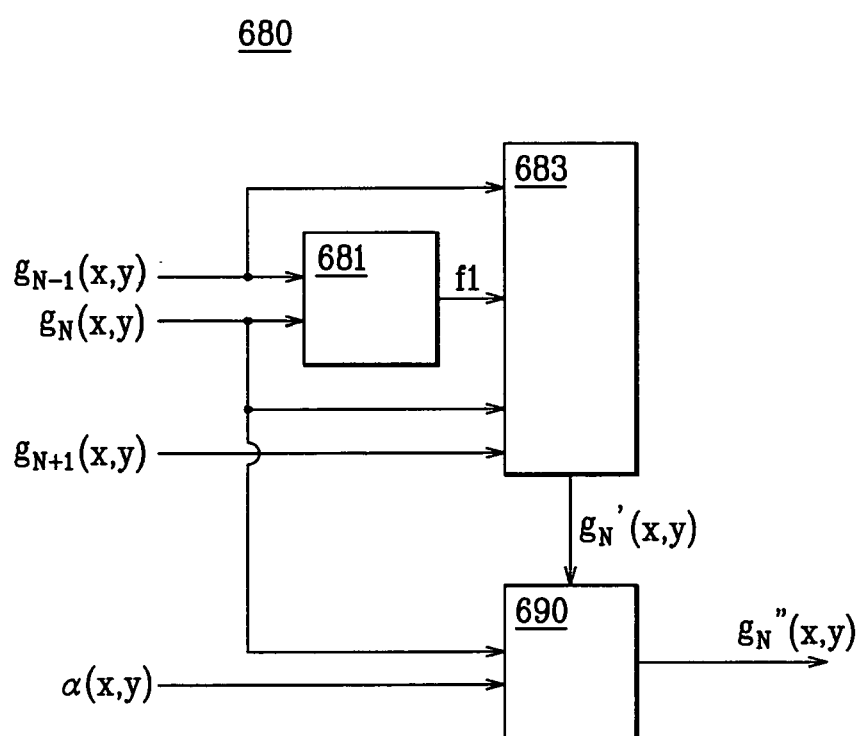 680
683
g_{N-1}(x,y)
681
f1
g_N(x,y)
g_{N+1}(x,y)
g_N'(x,y)
690
g_N"(x,y)
α(x,y)